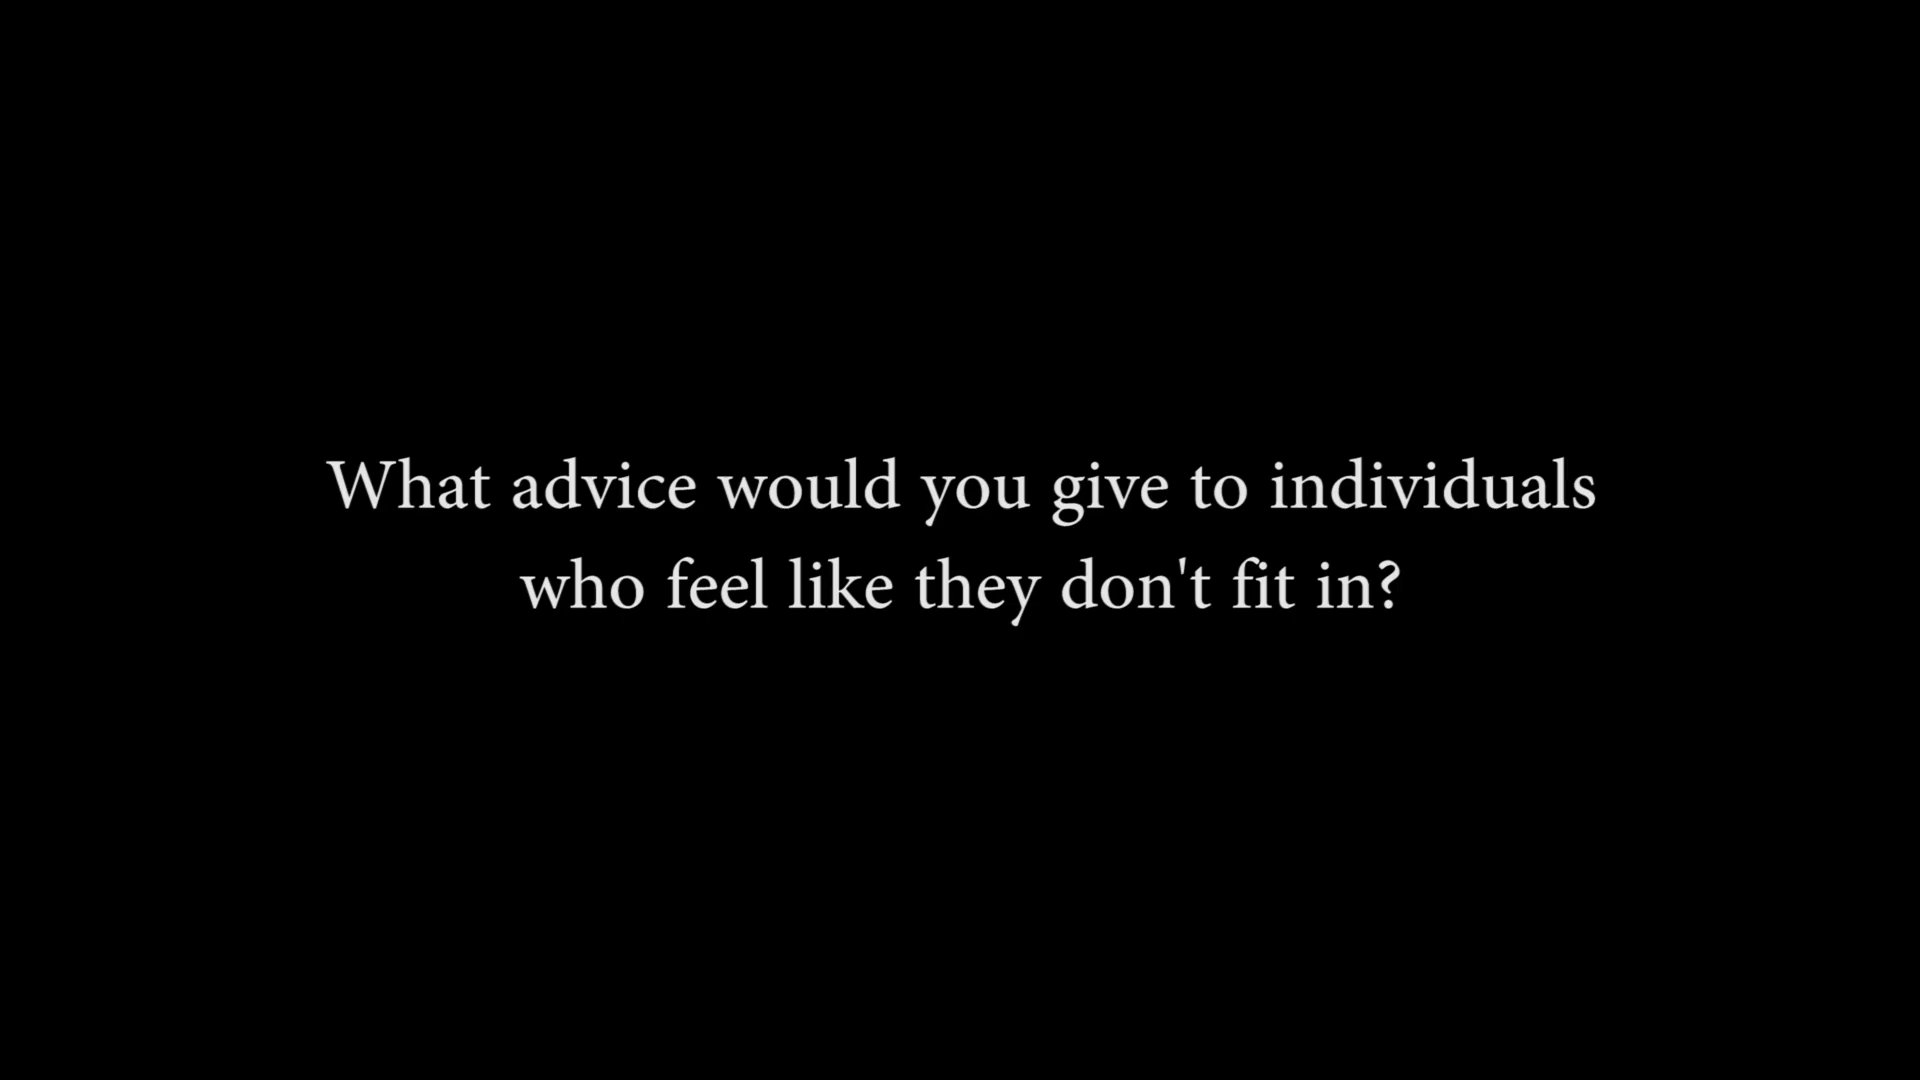 What advice would you give to individuals
who feel like they don't fit in?